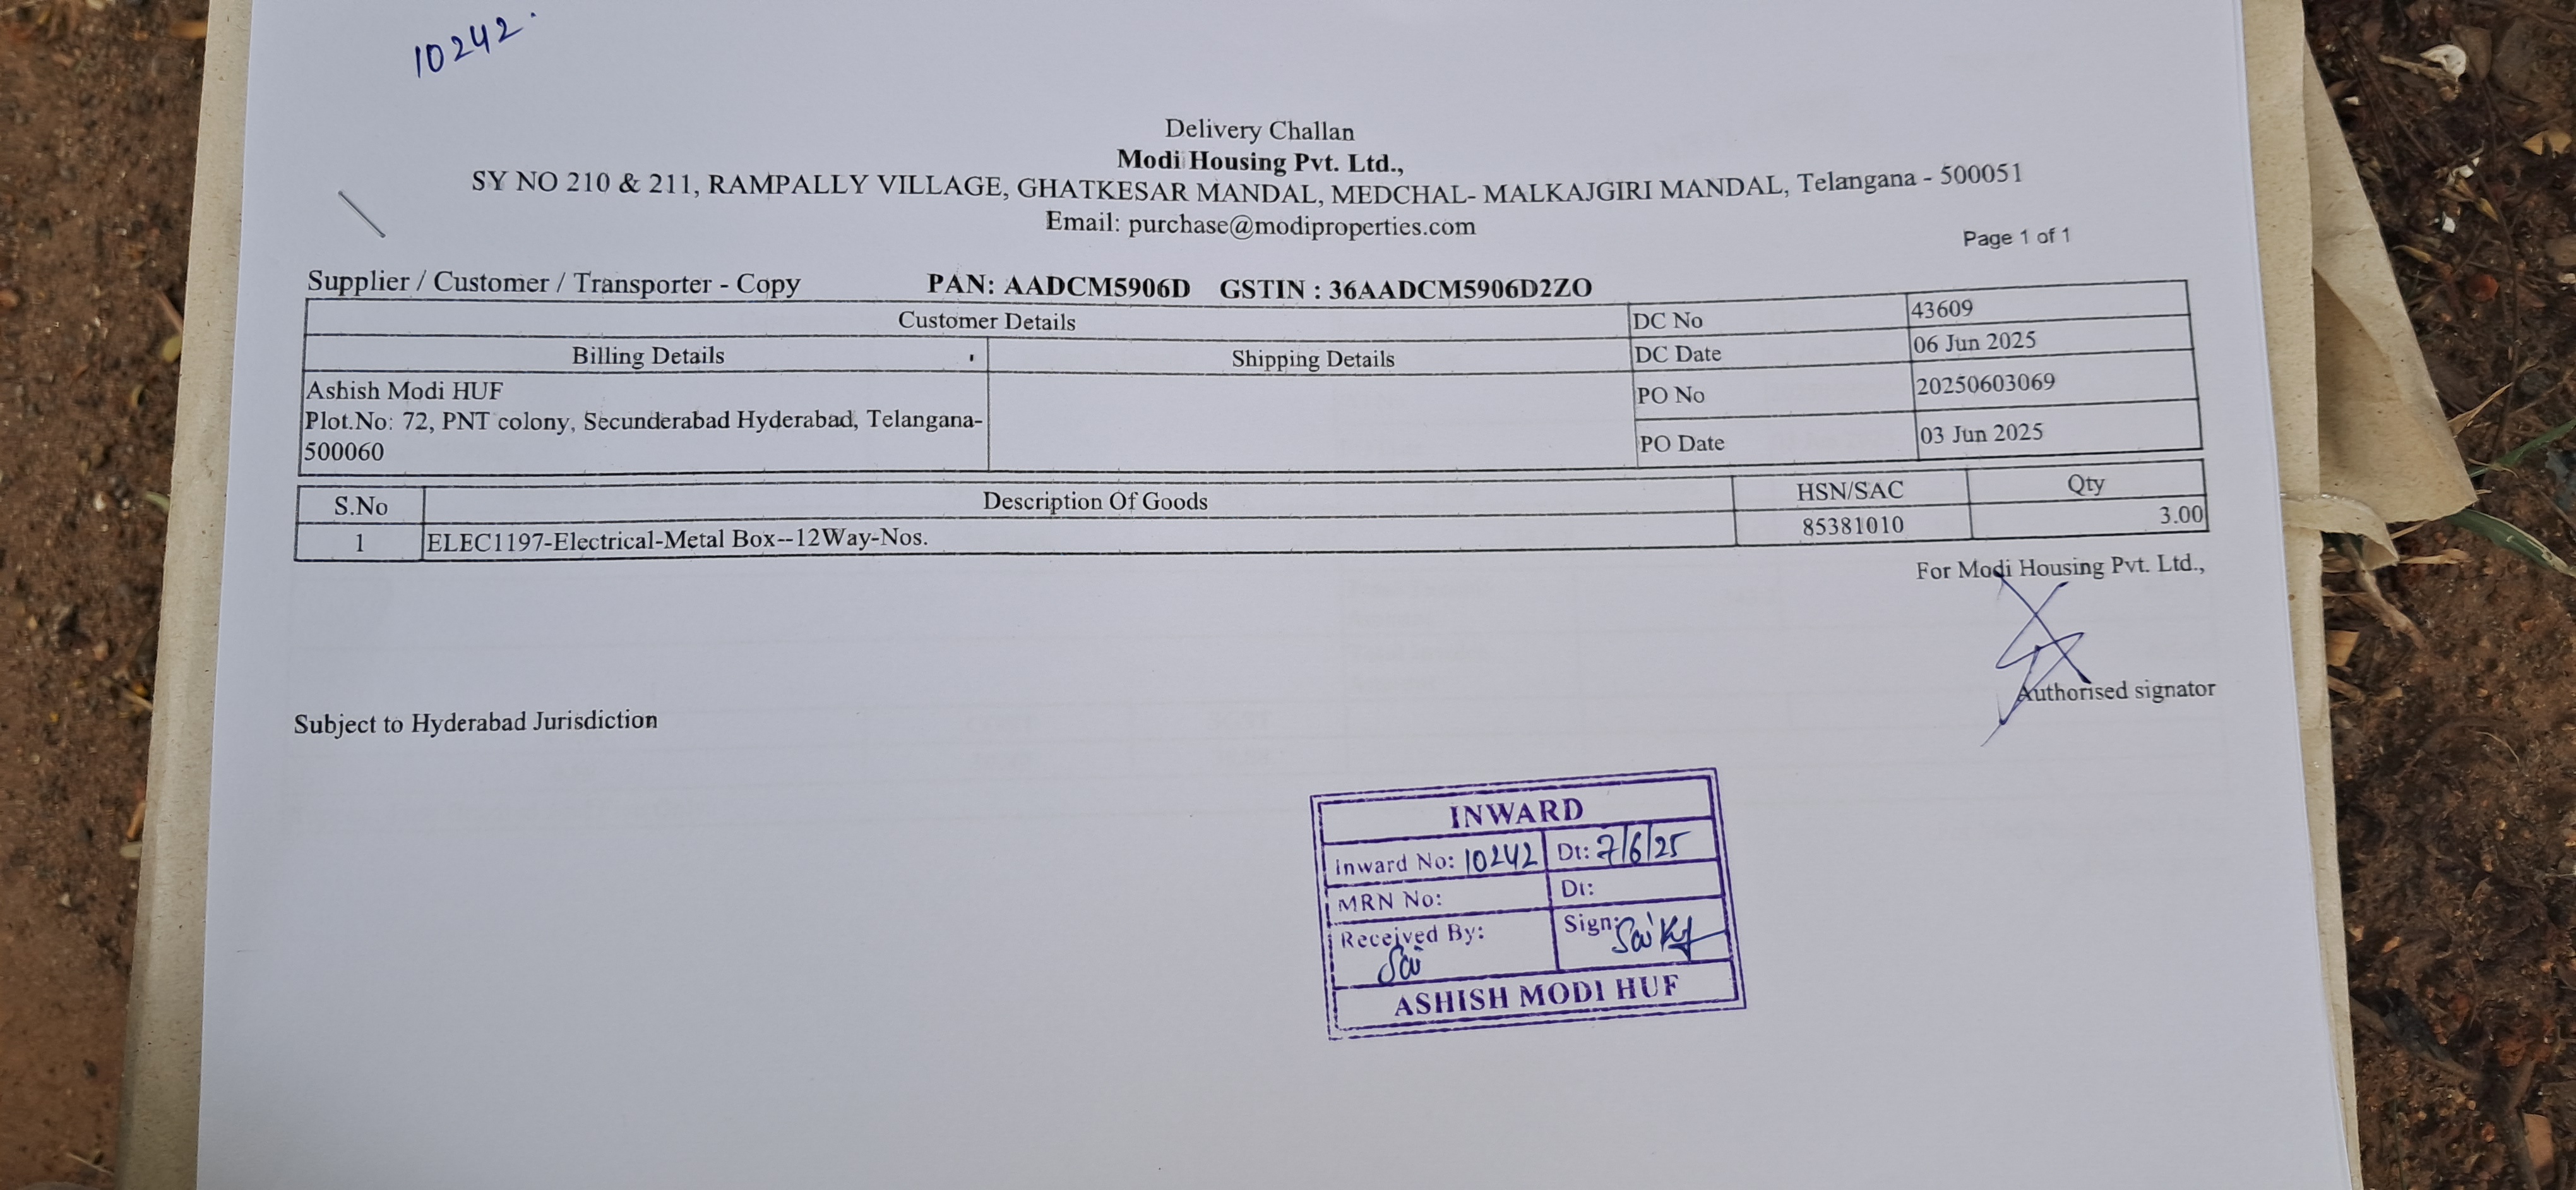 10242.
Delivery Challan
Modi Housing Pvt. Ltd.,
SY NO 210 & 211, RAMPALLY VILLAGE, GHATKESAR MANDAL, MEDCHAL- MALKAJGIRI MANDAL, Telangana - 500051
Email: purchase@modiproperties.com
Page 1 of 1
Supplier / Customer / Transporter - Copy PAN: AADCM5906D GSTIN : 36AADCM5906D2ZO
Customer Details
Billing Details Shipping Details
Ashish Modi HUF
Plot.No: 72, PNT colony, Secunderabad Hyderabad, Telangana-
500060
DC No 43609
DC Date 06 Jun 2025
PO No 20250603069
PO Date 03 Jun 2025
S.No Description Of Goods HSN/SAC Qty
1 ELEC1197-Electrical-Metal Box--12Way-Nos. 85381010 3.00
For Modi Housing Pvt. Ltd.,
Authorised signator
Subject to Hyderabad Jurisdiction
INWARD
Inward No: 10242 Dt: 7/6/25
MRN No: Dt:
Received By: Sign:
Sai
ASHISH MODI HUF